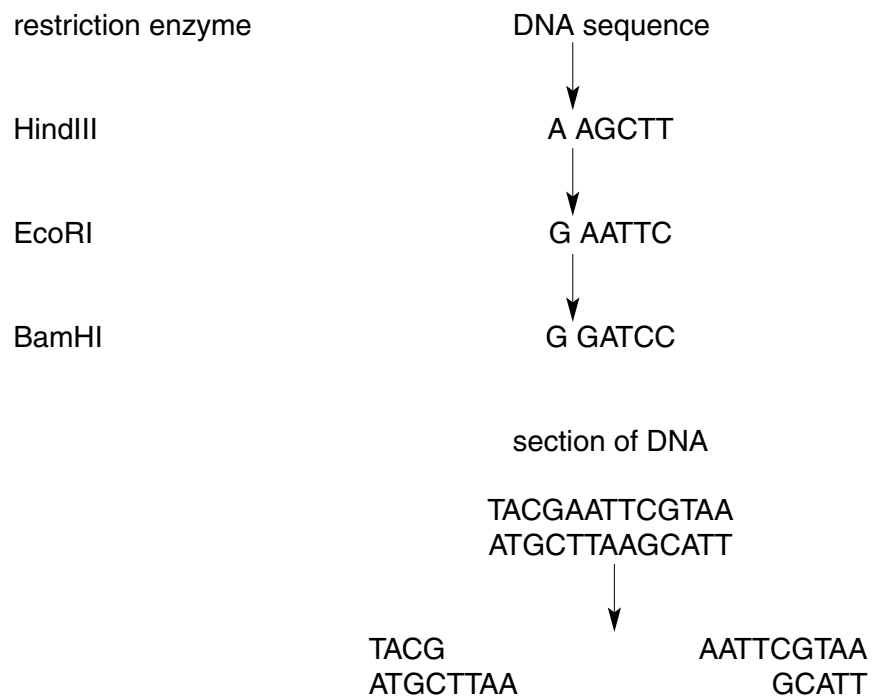 restriction enzyme DNA sequence
HindIII A AGCTT
EcoRI G AATTC
BamHI G GATCC
section of DNA
TACGAATTCGTAA
ATGCTTAAGCATT
TACG AATTCGTAA
ATGCTTAA GCATT